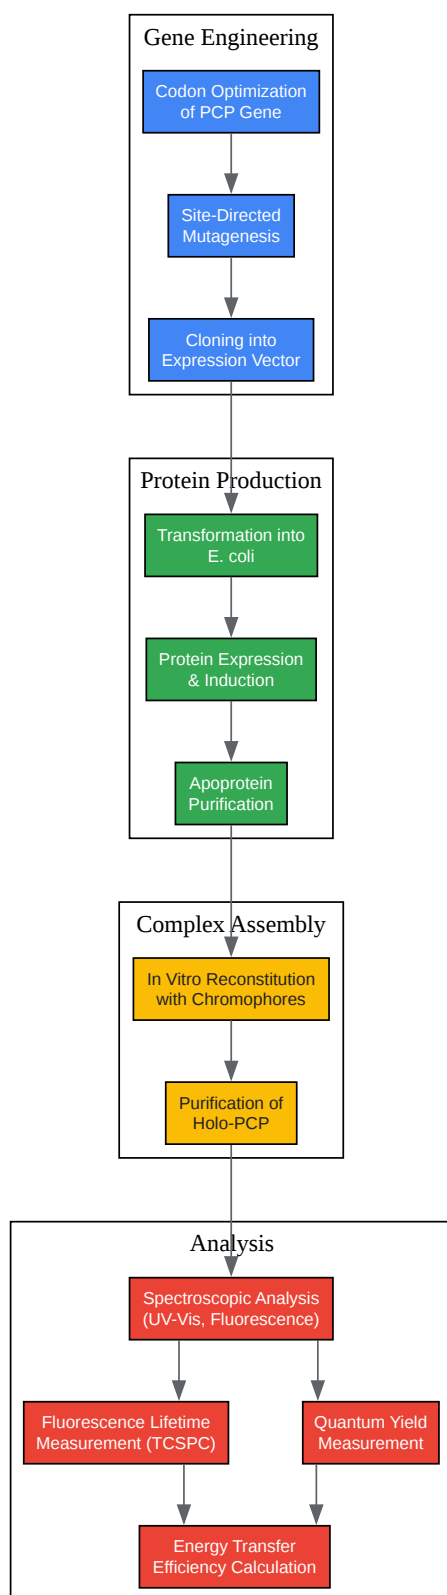 Gene Engineering
Codon Optimization
of PCP Gene
Site-Directed
Mutagenesis
Cloning into
Expression Vector
Protein Production
Transformation into
E. coli
Protein Expression
& Induction
Apoprotein
Purification
Complex Assembly
In Vitro Reconstitution
with Chromophores
Purification of
Holo-PCP
Analysis
Spectroscopic Analysis
(UV-Vis, Fluorescence)
Fluorescence Lifetime
Measurement (TCSPC)
Quantum Yield
Measurement
Energy Transfer
Efficiency Calculation